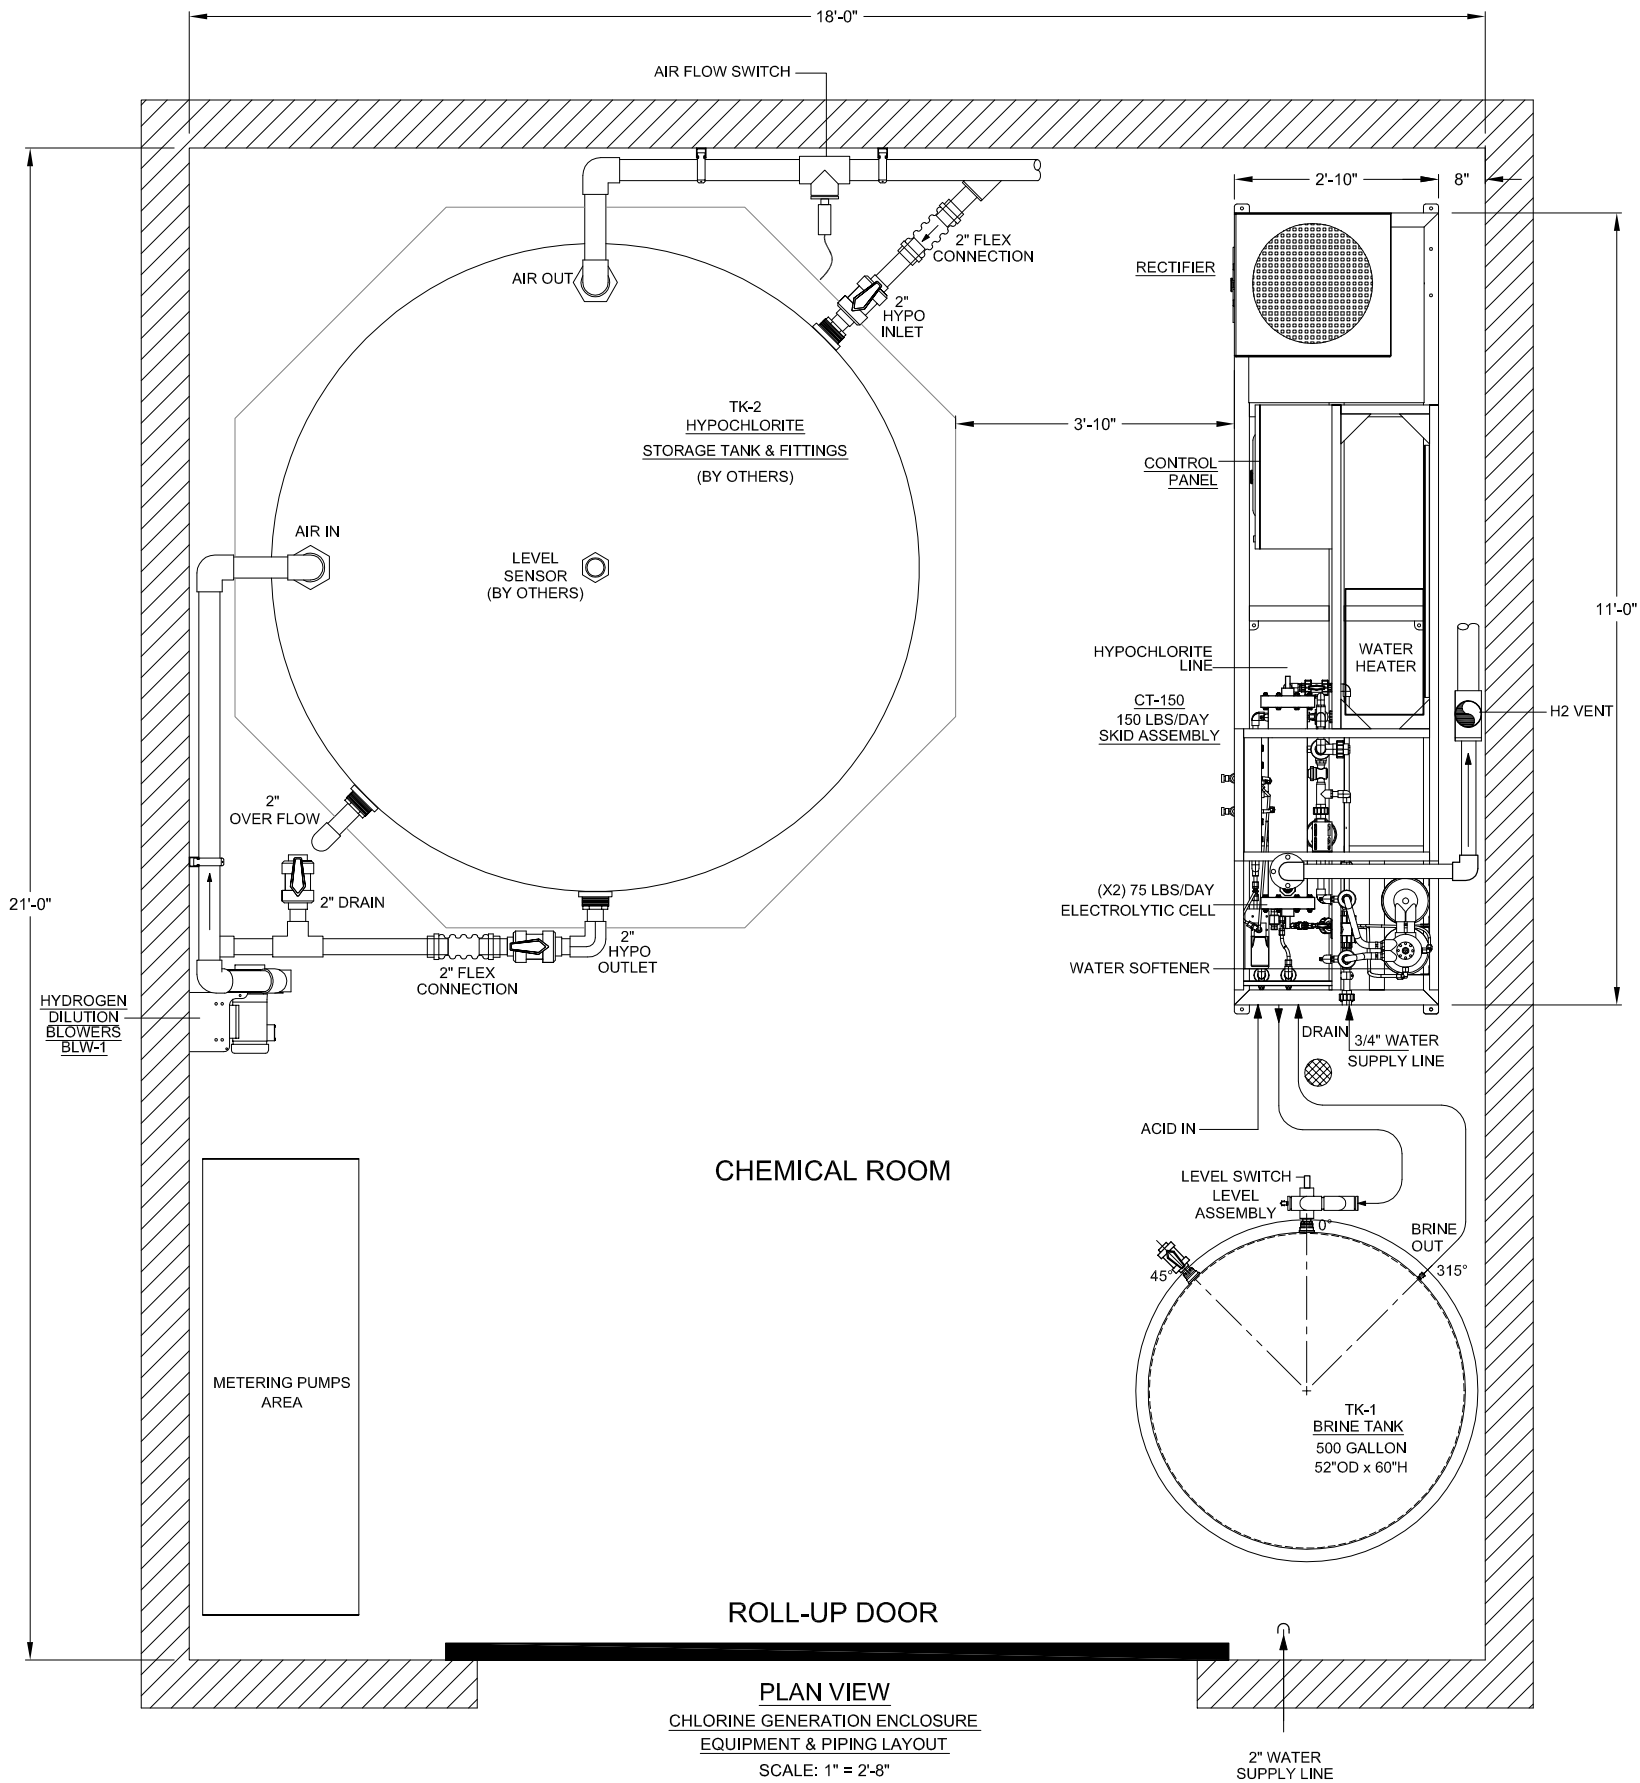 18'-0"
AIR FLOW SWITCH
2'-10"
8"
2" FLEX
CONNECTION
RECTIFIER
AIR OUT
2"
HYPO
INLET
TK-2
HYPOCHLORITE
STORAGE TANK & FITTINGS
(BY OTHERS)
3'-10"
CONTROL
PANEL
AIR IN
LEVEL
SENSOR
(BY OTHERS)
11'-0"
HYPOCHLORITE
LINE
WATER
HEATER
CT-150
150 LBS/DAY
SKID ASSEMBLY
H2 VENT
2"
OVER FLOW
21'-0"
2" DRAIN
(X2) 75 LBS/DAY
ELECTROLYTIC CELL
2"
HYPO
OUTLET
2" FLEX
CONNECTION
WATER SOFTENER
HYDROGEN
DILUTION
BLOWERS
BLW-1
DRAIN
3/4" WATER
SUPPLY LINE
ACID IN
CHEMICAL ROOM
LEVEL SWITCH
LEVEL
ASSEMBLY
0°
BRINE
OUT
45°
315°
METERING PUMPS
AREA
TK-1
BRINE TANK
500 GALLON
52"OD x 60"H
ROLL-UP DOOR
PLAN VIEW
CHLORINE GENERATION ENCLOSURE
EQUIPMENT & PIPING LAYOUT
SCALE: 1" = 2'-8"
2" WATER
SUPPLY LINE